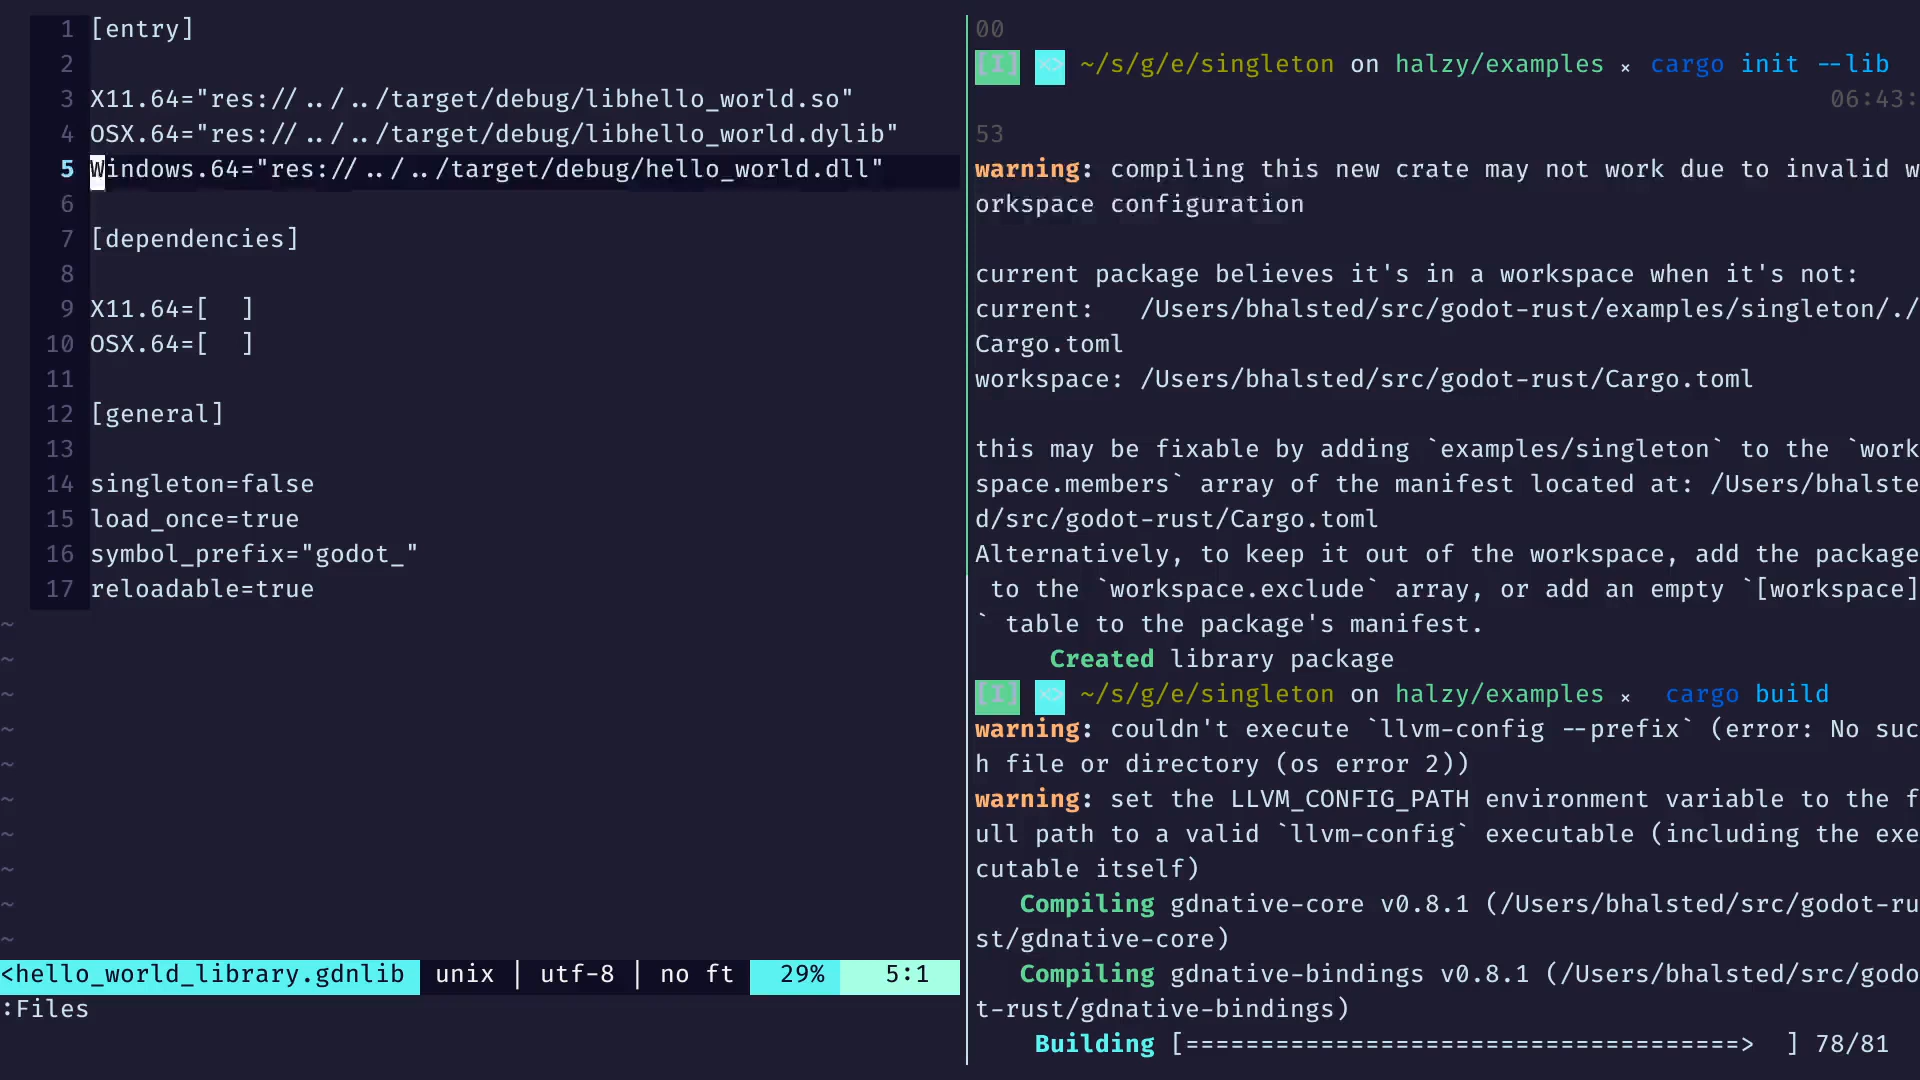 1 [entry]
2
3 X11.64="res://../../target/debug/libhello_world.so"
4 OSX.64="res://../../target/debug/libhello_world.dylib"
5 Windows.64="res://../../target/debug/hello_world.dll"
6
7 [dependencies]
8
9 X11.64=[  ]
10 OSX.64=[  ]
11
12 [general]
13
14 singleton=false
15 load_once=true
16 symbol_prefix="godot_"
17 reloadable=true
~
~
~
~
~
~
~
~
~
~
<hello_world_library.gdnlib unix | utf-8 | no ft 29% 5:1
:Files
00
[I] <> ~/s/g/e/singleton on halzy/examples × cargo init --lib
06:43:
53
warning: compiling this new crate may not work due to invalid w
orkspace configuration

current package believes it's in a workspace when it's not:
current:   /Users/bhalsted/src/godot-rust/examples/singleton/./
Cargo.toml
workspace: /Users/bhalsted/src/godot-rust/Cargo.toml

this may be fixable by adding `examples/singleton` to the `work
space.members` array of the manifest located at: /Users/bhalste
d/src/godot-rust/Cargo.toml
Alternatively, to keep it out of the workspace, add the package
 to the `workspace.exclude` array, or add an empty `[workspace]
` table to the package's manifest.
Created library package
[I] <> ~/s/g/e/singleton on halzy/examples ×  cargo build
warning: couldn't execute `llvm-config --prefix` (error: No suc
h file or directory (os error 2))
warning: set the LLVM_CONFIG_PATH environment variable to the f
ull path to a valid `llvm-config` executable (including the exe
cutable itself)
Compiling gdnative-core v0.8.1 (/Users/bhalsted/src/godot-ru
st/gdnative-core)
Compiling gdnative-bindings v0.8.1 (/Users/bhalsted/src/godo
t-rust/gdnative-bindings)
Building [=====================================>  ] 78/81